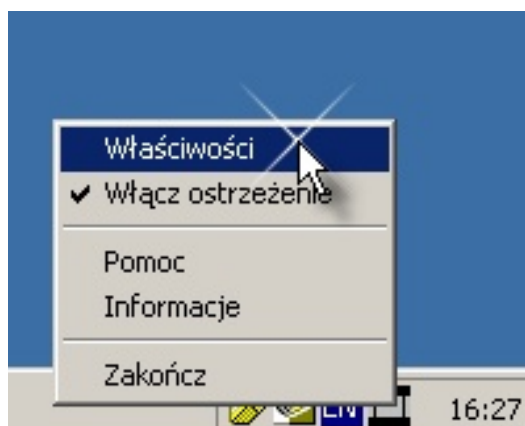 Właściwości
Włącz ostrzeżenie
Pomoc
Informacje
Zakończ
EN
16:27